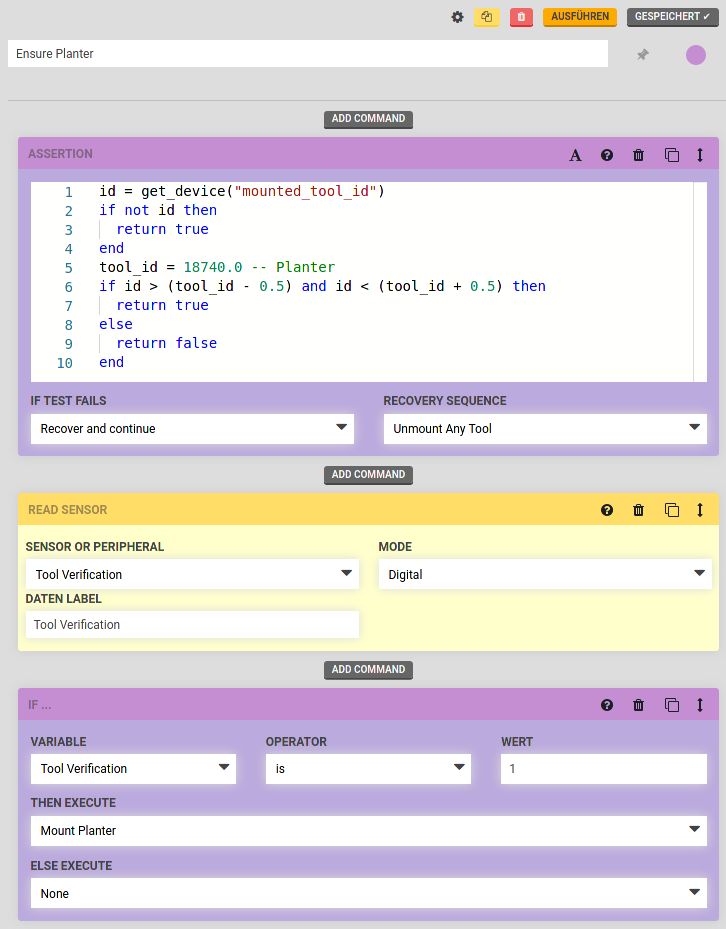 AUSFÜHREN GESPEICHERT ✔
Ensure Planter
ADD COMMAND
ASSERTION A
1 id = get_device("mounted_tool_id")
2 if not id then
3 return true
4 end
5 tool_id = 18740.0 -- Planter
6 if id > (tool_id - 0.5) and id < (tool_id + 0.5) then
7 return true
8 else
9 return false
10 end
IF TEST FAILS RECOVERY SEQUENCE
Recover and continue Unmount Any Tool
ADD COMMAND
READ SENSOR
SENSOR OR PERIPHERAL MODE
Tool Verification Digital
DATEN LABEL
Tool Verification
ADD COMMAND
IF ...
VARIABLE OPERATOR WERT
Tool Verification is 1
THEN EXECUTE
Mount Planter
ELSE EXECUTE
None